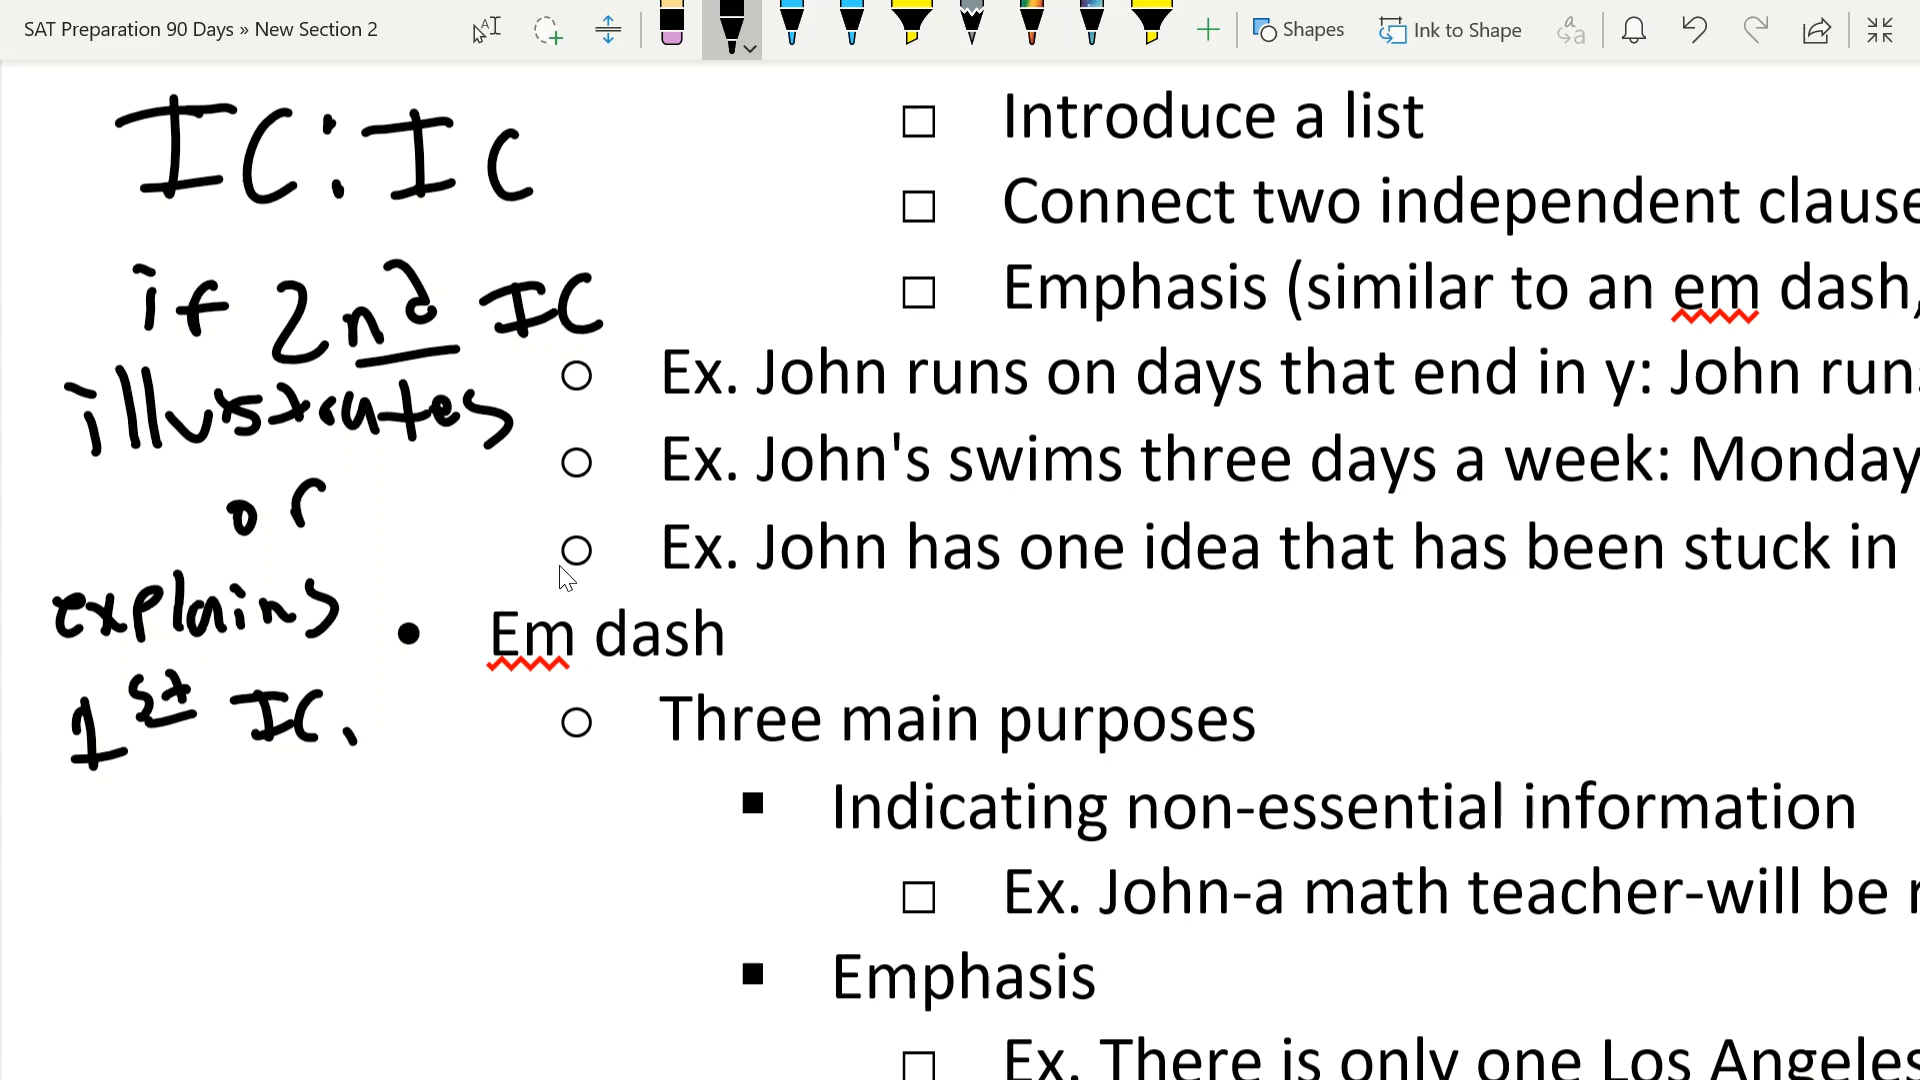 SAT Preparation 90 Days » New Section 2
Shapes
Ink to Shape
IC: IC
if 2nd IC
illustrates
or
explains
1st IC.
Introduce a list
Connect two independent clause
Emphasis (similar to an em dash,
Ex. John runs on days that end in y: John run
Ex. John's swims three days a week: Monday
Ex. John has one idea that has been stuck in
Em dash
Three main purposes
Indicating non-essential information
Ex. John-a math teacher-will be
Emphasis
Ex. There is only one Los Angeles